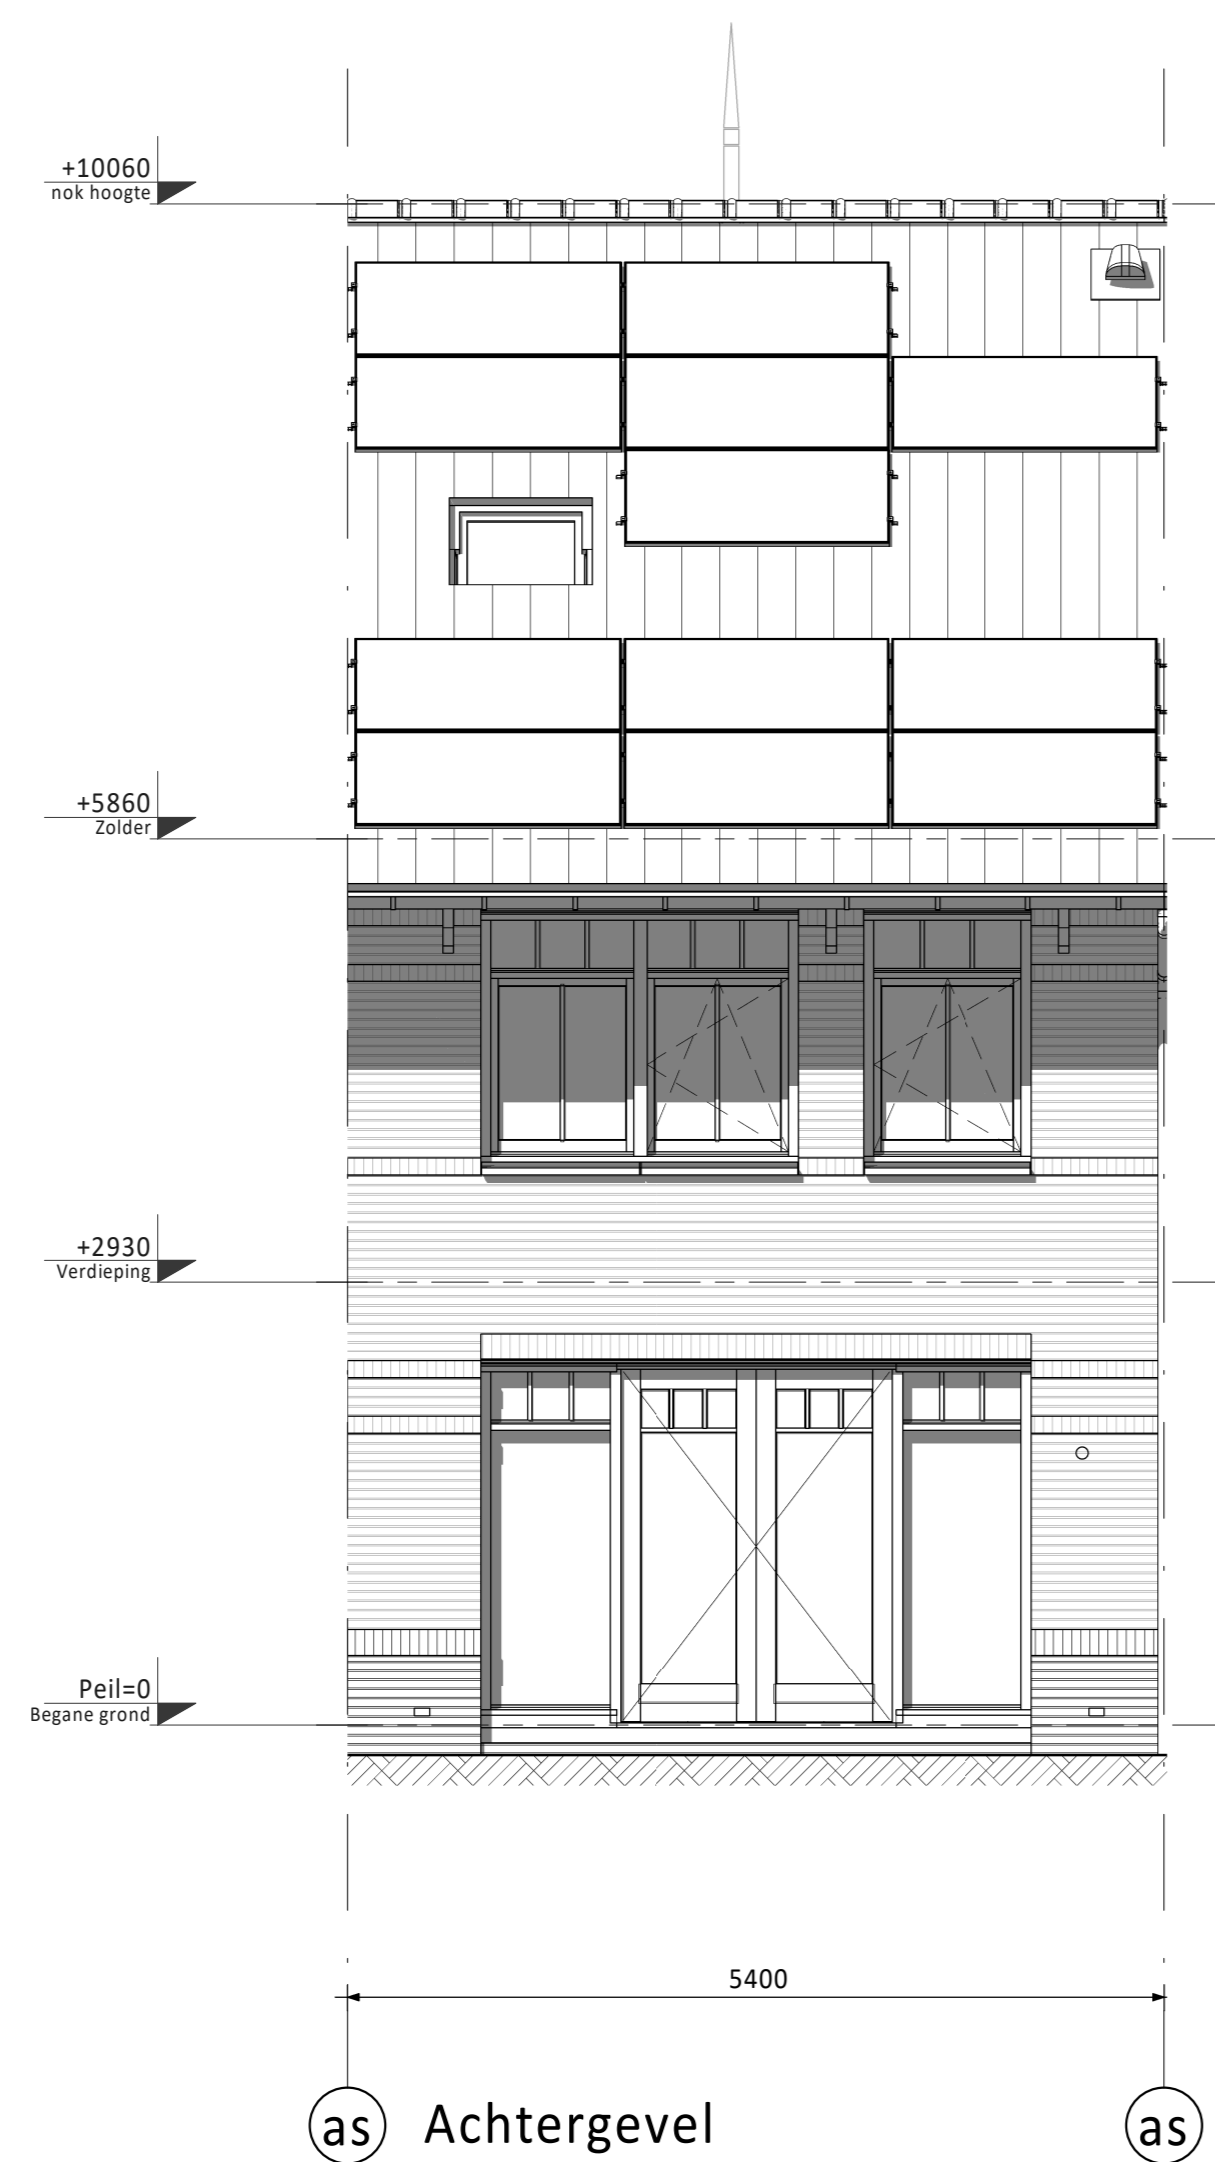 +10060
nok hoogte
+5860
Zolder
+2930
Verdieping
Peil=0
Begane grond
5400
as Achtergevel as